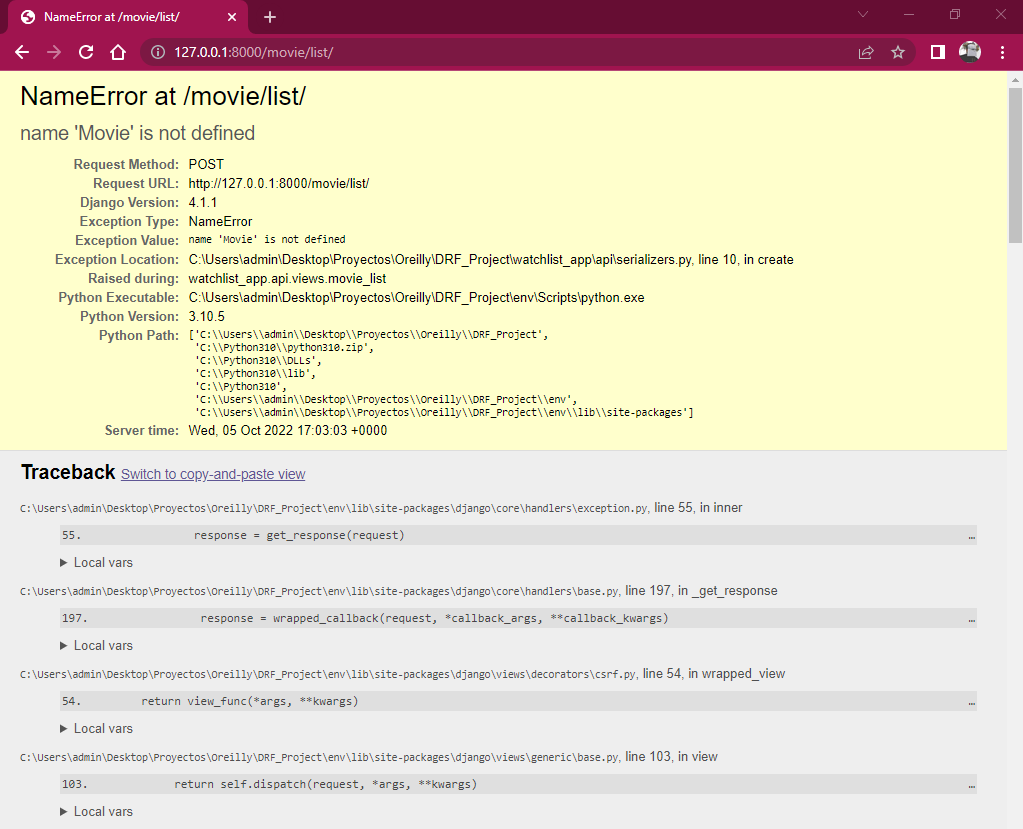 NameError at /movie/list/
127.0.0.1:8000/movie/list/
NameError at /movie/list/
name 'Movie' is not defined
Request Method: POST
Request URL: http://127.0.0.1:8000/movie/list/
Django Version: 4.1.1
Exception Type: NameError
Exception Value: name 'Movie' is not defined
Exception Location: C:\Users\admin\Desktop\Proyectos\Oreilly\DRF_Project\watchlist_app\api\serializers.py, line 10, in create
Raised during: watchlist_app.api.views.movie_list
Python Executable: C:\Users\admin\Desktop\Proyectos\Oreilly\DRF_Project\env\Scripts\python.exe
Python Version: 3.10.5
Python Path: ['C:\\Users\\admin\\Desktop\\Proyectos\\Oreilly\\DRF_Project',
'C:\\Python310\\python310.zip',
'C:\\Python310\\DLLs',
'C:\\Python310\\lib',
'C:\\Python310',
'C:\\Users\\admin\\Desktop\\Proyectos\\Oreilly\\DRF_Project\\env',
'C:\\Users\\admin\\Desktop\\Proyectos\\Oreilly\\DRF_Project\\env\\lib\\site-packages']
Server time: Wed, 05 Oct 2022 17:03:03 +0000
Traceback Switch to copy-and-paste view
C:\Users\admin\Desktop\Proyectos\Oreilly\DRF_Project\env\lib\site-packages\django\core\handlers\exception.py, line 55, in inner
55. response = get_response(request) …
Local vars
C:\Users\admin\Desktop\Proyectos\Oreilly\DRF_Project\env\lib\site-packages\django\core\handlers\base.py, line 197, in _get_response
197. response = wrapped_callback(request, *callback_args, **callback_kwargs) …
Local vars
C:\Users\admin\Desktop\Proyectos\Oreilly\DRF_Project\env\lib\site-packages\django\views\decorators\csrf.py, line 54, in wrapped_view
54. return view_func(*args, **kwargs) …
Local vars
C:\Users\admin\Desktop\Proyectos\Oreilly\DRF_Project\env\lib\site-packages\django\views\generic\base.py, line 103, in view
103. return self.dispatch(request, *args, **kwargs) …
Local vars